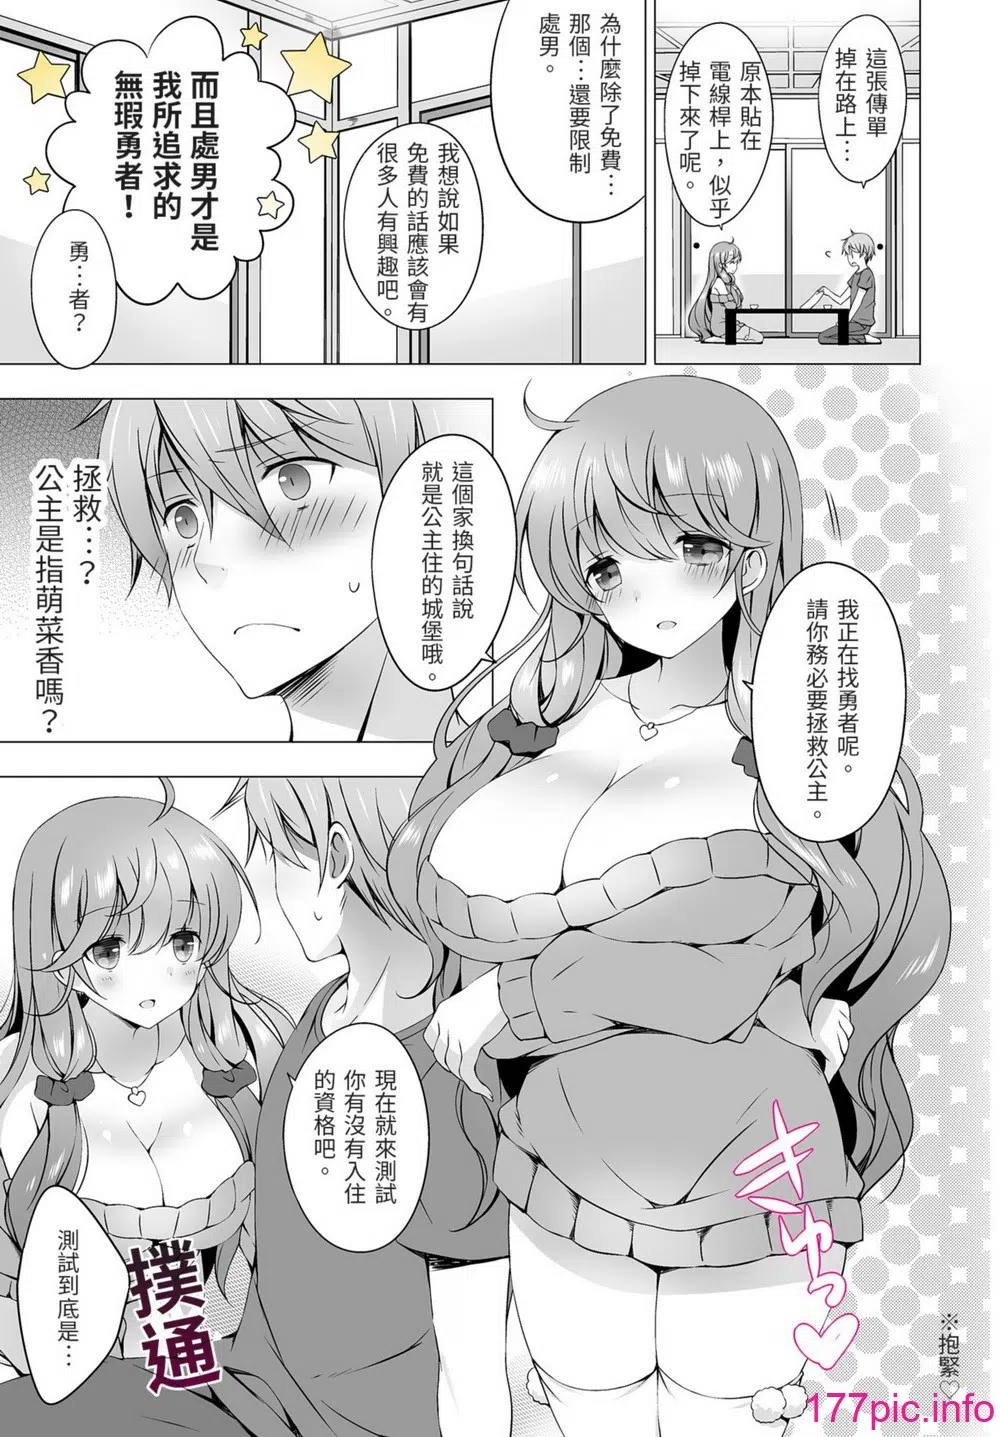 這張傳單
掉在路上…
原本貼在
電線桿上，似乎
掉下來了呢。
為什麼除了免費…
那個…還要限制
處男。
我想說如果
免費的話應該會有
很多人有興趣吧。
而且處男才是
我所追求的
無瑕勇者！
勇…者？
我正在找勇者呢。
請你務必要拯救公主。
きゅっ♡
※抱緊♡
這個家換句話說
就是公主住的城堡哦。
拯救…？
公主是指萌菜香嗎？
現在就來測試
你有沒有入住
的資格吧。
撲通
測試到底是…
177pic.info